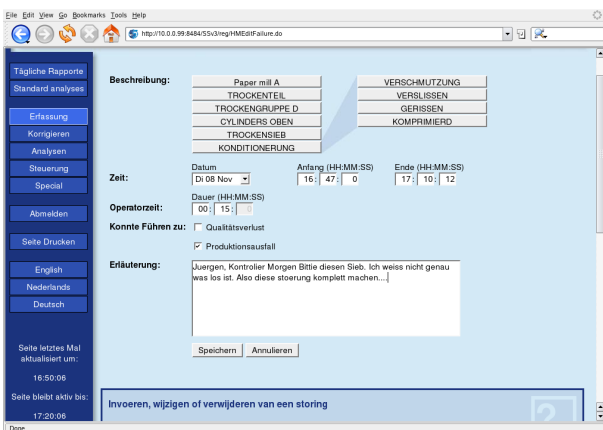 File Edit View Go Bookmarks Tools Help
http://10.0.0.99:8484/S5v3/reg/HMEditFailure.do
Tägliche Rapporte
Standard analyses
Erfassung
Korrigieren
Analysen
Steuerung
Special
Abmelden
Seite Drucken
English
Nederlands
Deutsch
Seite letztes Mal
aktualisiert um:
16:50:06
Seite bleibt aktiv bis:
17:20:06
Beschreibung:
Paper mill A
TROCKENTEIL
TROCKENGRUPPE D
CYLINDERS OBEN
TROCKENSIEB
KONDITIONERUNG
VERSCHMUTZUNG
VERSLISSEN
GERISSEN
KOMPRIMIERD
Datum Anfang (HH:MM:SS) Ende (HH:MM:SS)
Zeit: Di 08 Nov 16: 47: 0 17: 10: 12
Dauer (HH:MM:SS)
Operatorzeit: 00: 15: 0
Konnte Führen zu: Qualitätsverlust
Produktionsausfall
Erläuterung: Juergen, Kontrolier Morgen Bittie diesen Sieb. Ich weiss nicht genau
was los ist. Also diese stoerung komplett machen....
Speichern Annulieren
Invoeren, wijzigen of verwijderen van een storing
?
Done